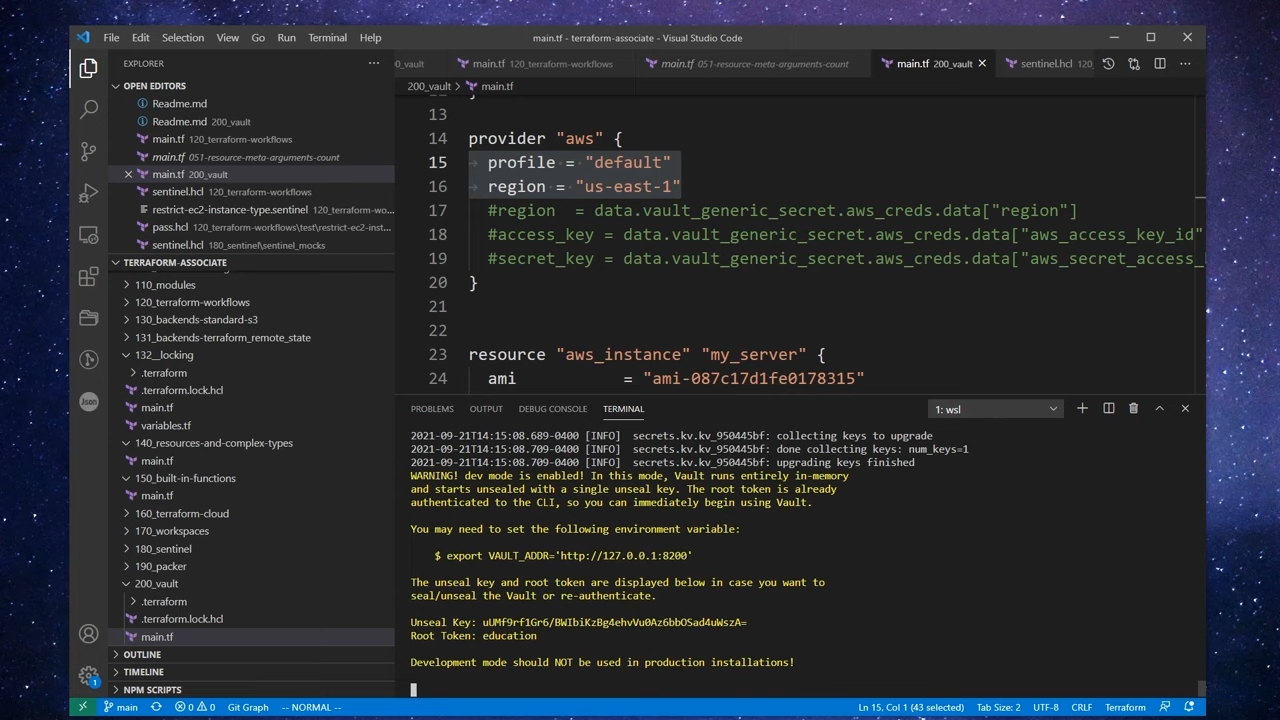 File Edit Selection View Go Run Terminal Help
main.tf - terraform-associate - Visual Studio Code
EXPLORER
OPEN EDITORS
Readme.md
Readme.md 200_vault
main.tf 120_terraform-workflows
main.tf 051-resource-meta-arguments-count
main.tf 200_vault
sentinel.hcl 120_terraform-workflows
restrict-ec2-instance-type.sentinel 120_terraform-wo...
pass.hcl 120_terraform-workflows\test\restrict-ec2-inst...
sentinel.hcl 180_sentinel\sentinel_mocks
TERRAFORM-ASSOCIATE
110_modules
120_terraform-workflows
130_backends-standard-s3
131_backends-terraform_remote_state
132__locking
.terraform
.terraform.lock.hcl
main.tf
variables.tf
140_resources-and-complex-types
main.tf
150_built-in-functions
main.tf
160_terraform-cloud
170_workspaces
180_sentinel
190_packer
200_vault
.terraform
.terraform.lock.hcl
main.tf
OUTLINE
TIMELINE
NPM SCRIPTS
00_vault main.tf 120_terraform-workflows main.tf 051-resource-meta-arguments-count main.tf 200_vault sentinel.hcl 120_
200_vault > main.tf
13
14 provider "aws" {
15 profile = "default"
16 region = "us-east-1"
17 #region  = data.vault_generic_secret.aws_creds.data["region"]
18 #access_key = data.vault_generic_secret.aws_creds.data["aws_access_key_id"
19 #secret_key = data.vault_generic_secret.aws_creds.data["aws_secret_access_
20 }
21
22
23 resource "aws_instance" "my_server" {
24 ami           = "ami-087c17d1fe0178315"
PROBLEMS OUTPUT DEBUG CONSOLE TERMINAL
1: wsl
2021-09-21T14:15:08.689-0400 [INFO]  secrets.kv.kv_950445bf: collecting keys to upgrade
2021-09-21T14:15:08.709-0400 [INFO]  secrets.kv.kv_950445bf: done collecting keys: num_keys=1
2021-09-21T14:15:08.709-0400 [INFO]  secrets.kv.kv_950445bf: upgrading keys finished
WARNING! dev mode is enabled! In this mode, Vault runs entirely in-memory
and starts unsealed with a single unseal key. The root token is already
authenticated to the CLI, so you can immediately begin using Vault.
You may need to set the following environment variable:
$ export VAULT_ADDR='http://127.0.0.1:8200'
The unseal key and root token are displayed below in case you want to
seal/unseal the Vault or re-authenticate.
Unseal Key: uUMf9rf1Gr6/BWIbiKzBg4ehvVu0Az6bbOSad4uWszA=
Root Token: education
Development mode should NOT be used in production installations!
main 0 0 Git Graph -- NORMAL --
Ln 15, Col 1 (43 selected) Tab Size: 2 UTF-8 CRLF Terraform